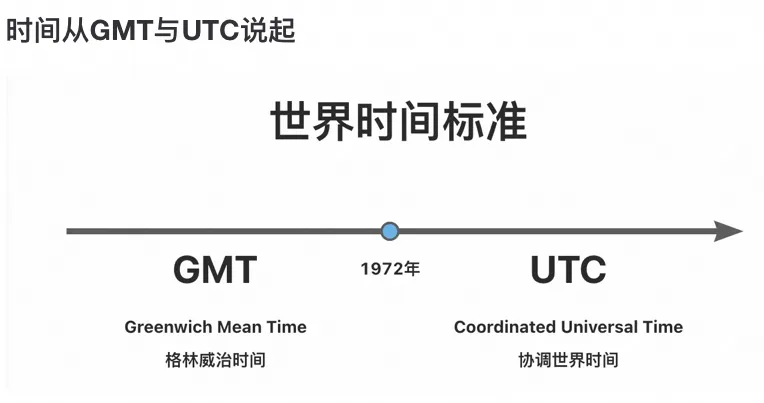 时间从GMT与UTC说起
世界时间标准
GMT
1972年
UTC
Greenwich Mean Time
Coordinated Universal Time
格林威治时间
协调世界时间